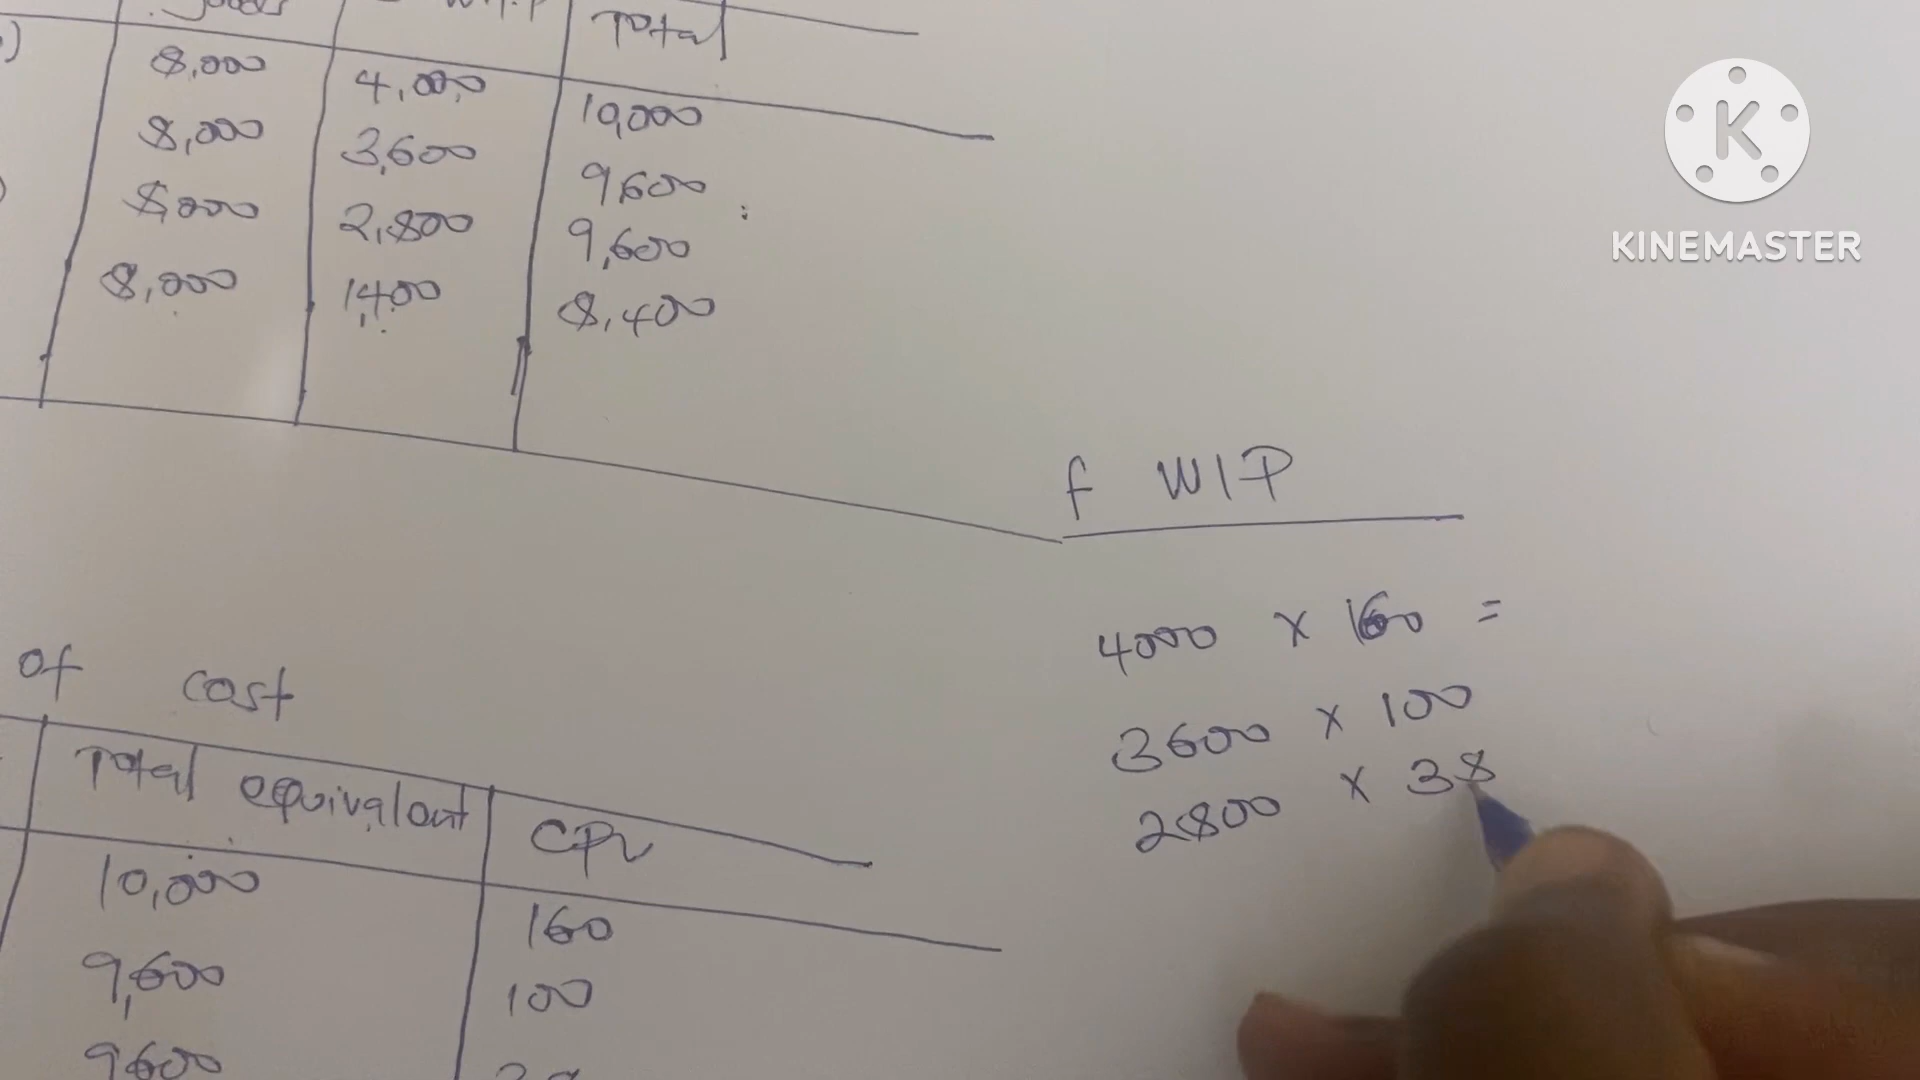 W.I.P Total
8,000 4,000 10,000
8,000 3,600 9,600
8,000 2,800 9,600
8,000 1,400 8,400
KINEMASTER
f WIP
4000 x 160 =
3600 x 100
2800 x 38
of cost
Total equivalent CPU
10,000 160
9,600 100
9600